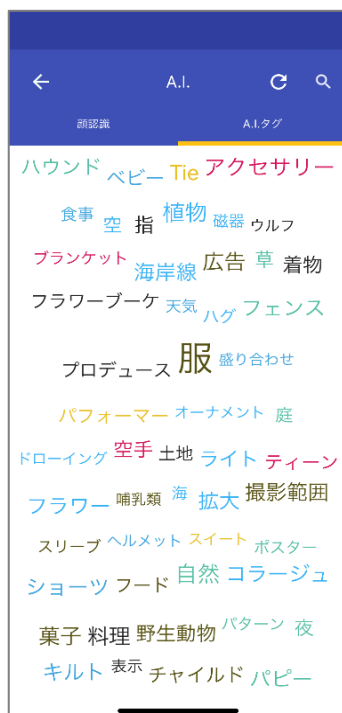 A.I.
顔認識 A.I.タグ
ハウンド ベビー Tie アクセサリー
食事 空 指 植物 磁器 ウルフ
ブランケット 海岸線 広告 草 着物
フラワーブーケ 天気 ハグ フェンス
プロデュース 服 盛り合わせ
パフォーマー オーナメント 庭
ドローイング 空手 土地 ライト ティーン
フラワー 哺乳類 海 拡大 撮影範囲
スリーブ ヘルメット スイート ポスター
ショーツ フード 自然 コラージュ
菓子 料理 野生動物 パターン 夜
キルト 表示 チャイルド パピー